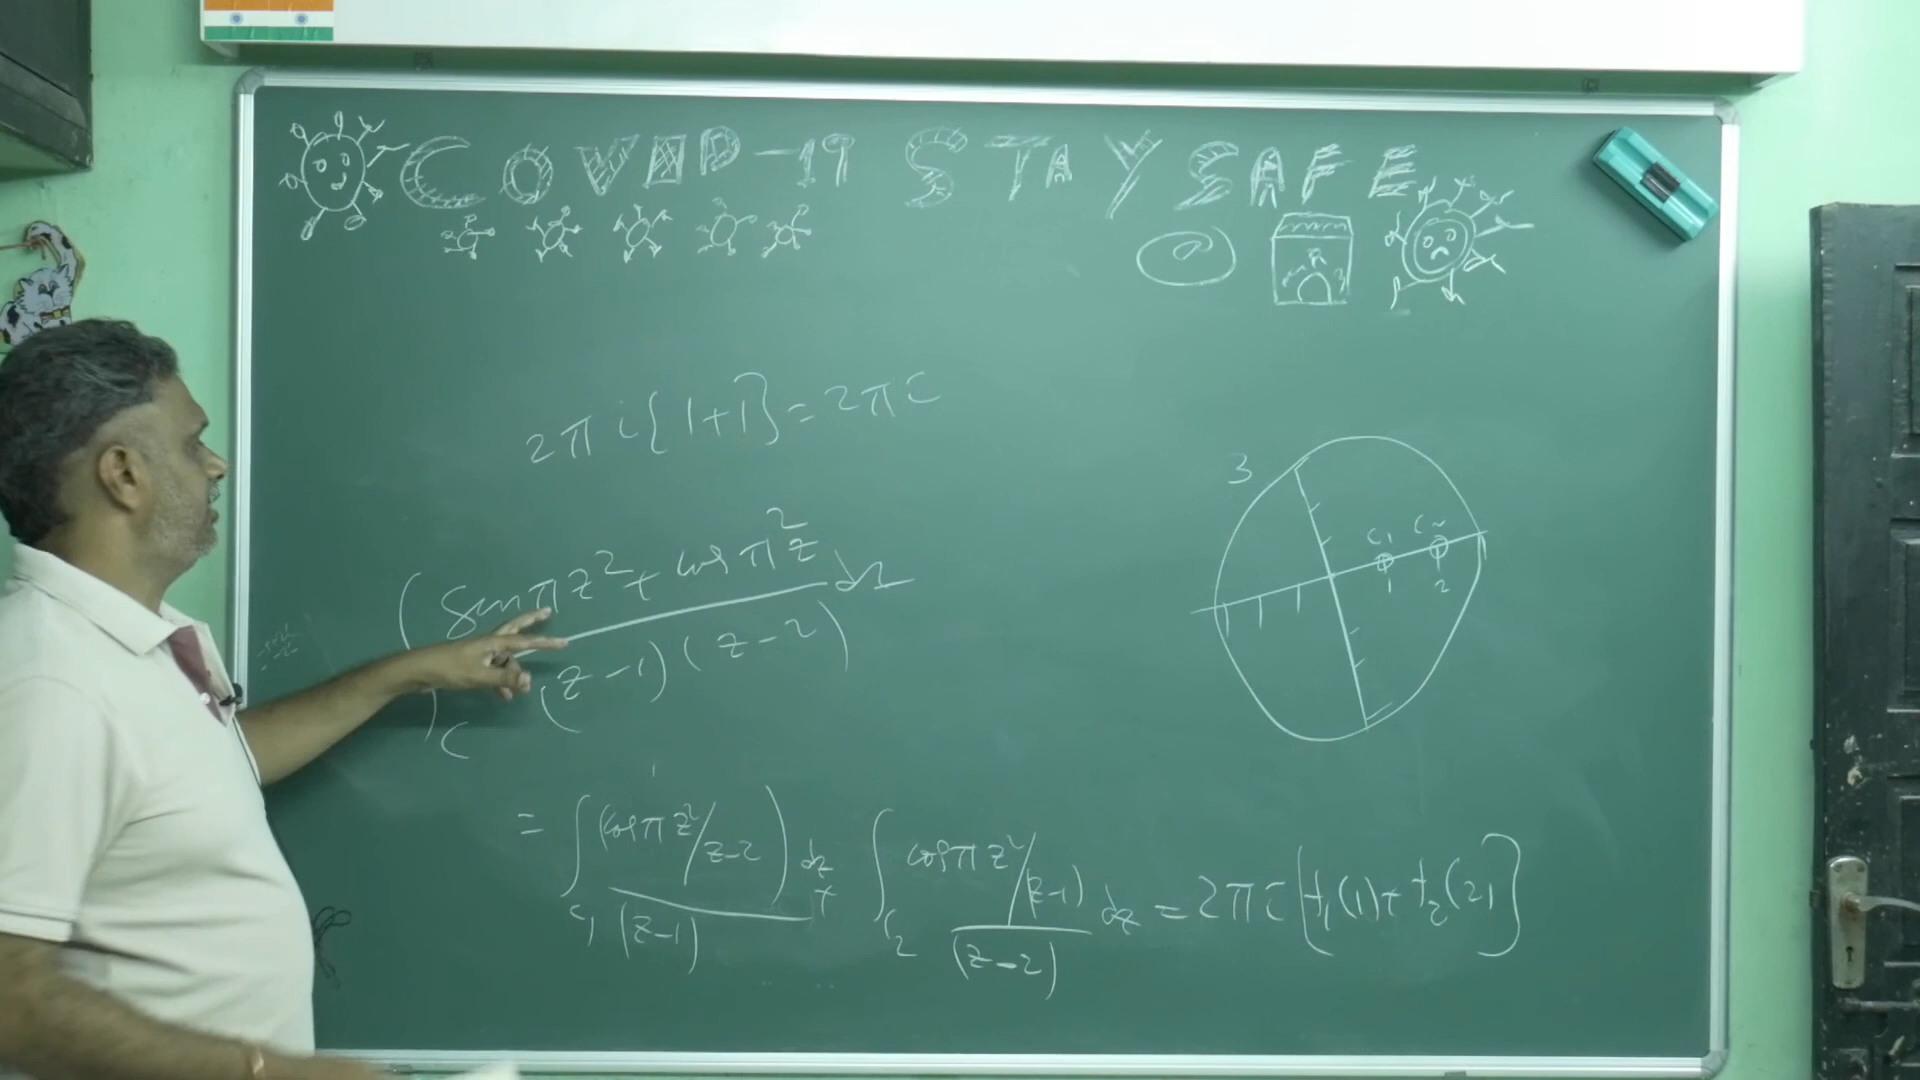 COVID-19 STAY SAFE
2πi{1+1}=2πi
∫ sin πz² + cos πz² dz
C (z-1)(z-2)
3
C₁ C₂
1 2
= ∫ (cos πz²/z-2) dz + ∫ cos πz²/(z-1) dz = 2πi{f₁(1)+f₂(2)}
C₁ (z-1) C₂ (z-2)